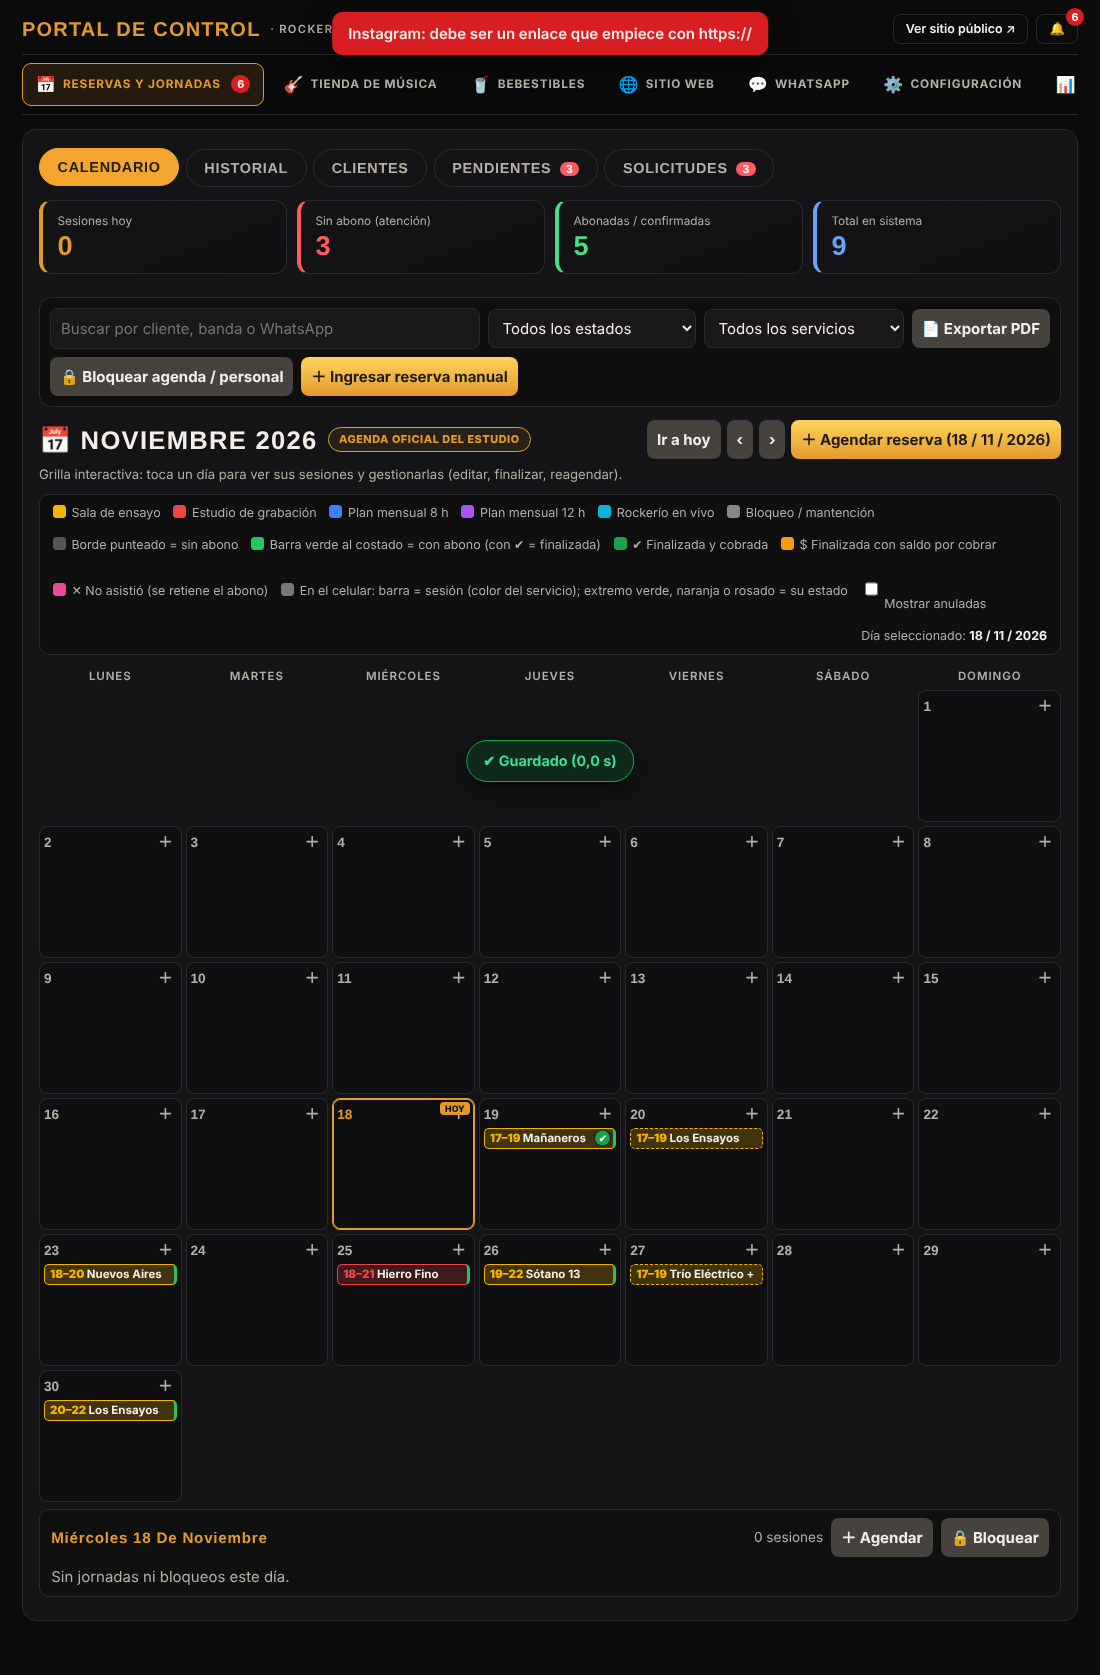 PORTAL DE CONTROL · ROCKER
Instagram: debe ser un enlace que empiece con https://
Ver sitio público ↗
🔔 6
📅 RESERVAS Y JORNADAS 6
🎸 TIENDA DE MÚSICA
🥤 BEBESTIBLES
🌐 SITIO WEB
💬 WHATSAPP
⚙️ CONFIGURACIÓN
📊
CALENDARIO
HISTORIAL
CLIENTES
PENDIENTES 3
SOLICITUDES 3
Sesiones hoy
0
Sin abono (atención)
3
Abonadas / confirmadas
5
Total en sistema
9
Buscar por cliente, banda o WhatsApp
Todos los estados
Todos los servicios
📄 Exportar PDF
🔒 Bloquear agenda / personal
＋ Ingresar reserva manual
📅 NOVIEMBRE 2026 AGENDA OFICIAL DEL ESTUDIO
Ir a hoy
‹
›
＋ Agendar reserva (18 / 11 / 2026)
Grilla interactiva: toca un día para ver sus sesiones y gestionarlas (editar, finalizar, reagendar).
Sala de ensayo Estudio de grabación Plan mensual 8 h Plan mensual 12 h Rockerío en vivo Bloqueo / mantención
Borde punteado = sin abono Barra verde al costado = con abono (con ✔ = finalizada) ✔ Finalizada y cobrada $ Finalizada con saldo por cobrar
✕ No asistió (se retiene el abono) En el celular: barra = sesión (color del servicio); extremo verde, naranja o rosado = su estado
Mostrar anuladas
Día seleccionado: 18 / 11 / 2026
LUNES MARTES MIÉRCOLES JUEVES VIERNES SÁBADO DOMINGO
1 ＋
✔ Guardado (0,0 s)
2 ＋ 3 ＋ 4 ＋ 5 ＋ 6 ＋ 7 ＋ 8 ＋
9 ＋ 10 ＋ 11 ＋ 12 ＋ 13 ＋ 14 ＋ 15 ＋
16 ＋ 17 ＋ 18 HOY 19 ＋ 20 ＋ 21 ＋ 22 ＋
17–19 Mañaneros ✔
17–19 Los Ensayos
23 ＋ 24 ＋ 25 ＋ 26 ＋ 27 ＋ 28 ＋ 29 ＋
18–20 Nuevos Aires
18–21 Hierro Fino
19–22 Sótano 13
17–19 Trío Eléctrico +
30 ＋
20–22 Los Ensayos
Miércoles 18 De Noviembre
0 sesiones
＋ Agendar
🔒 Bloquear
Sin jornadas ni bloqueos este día.